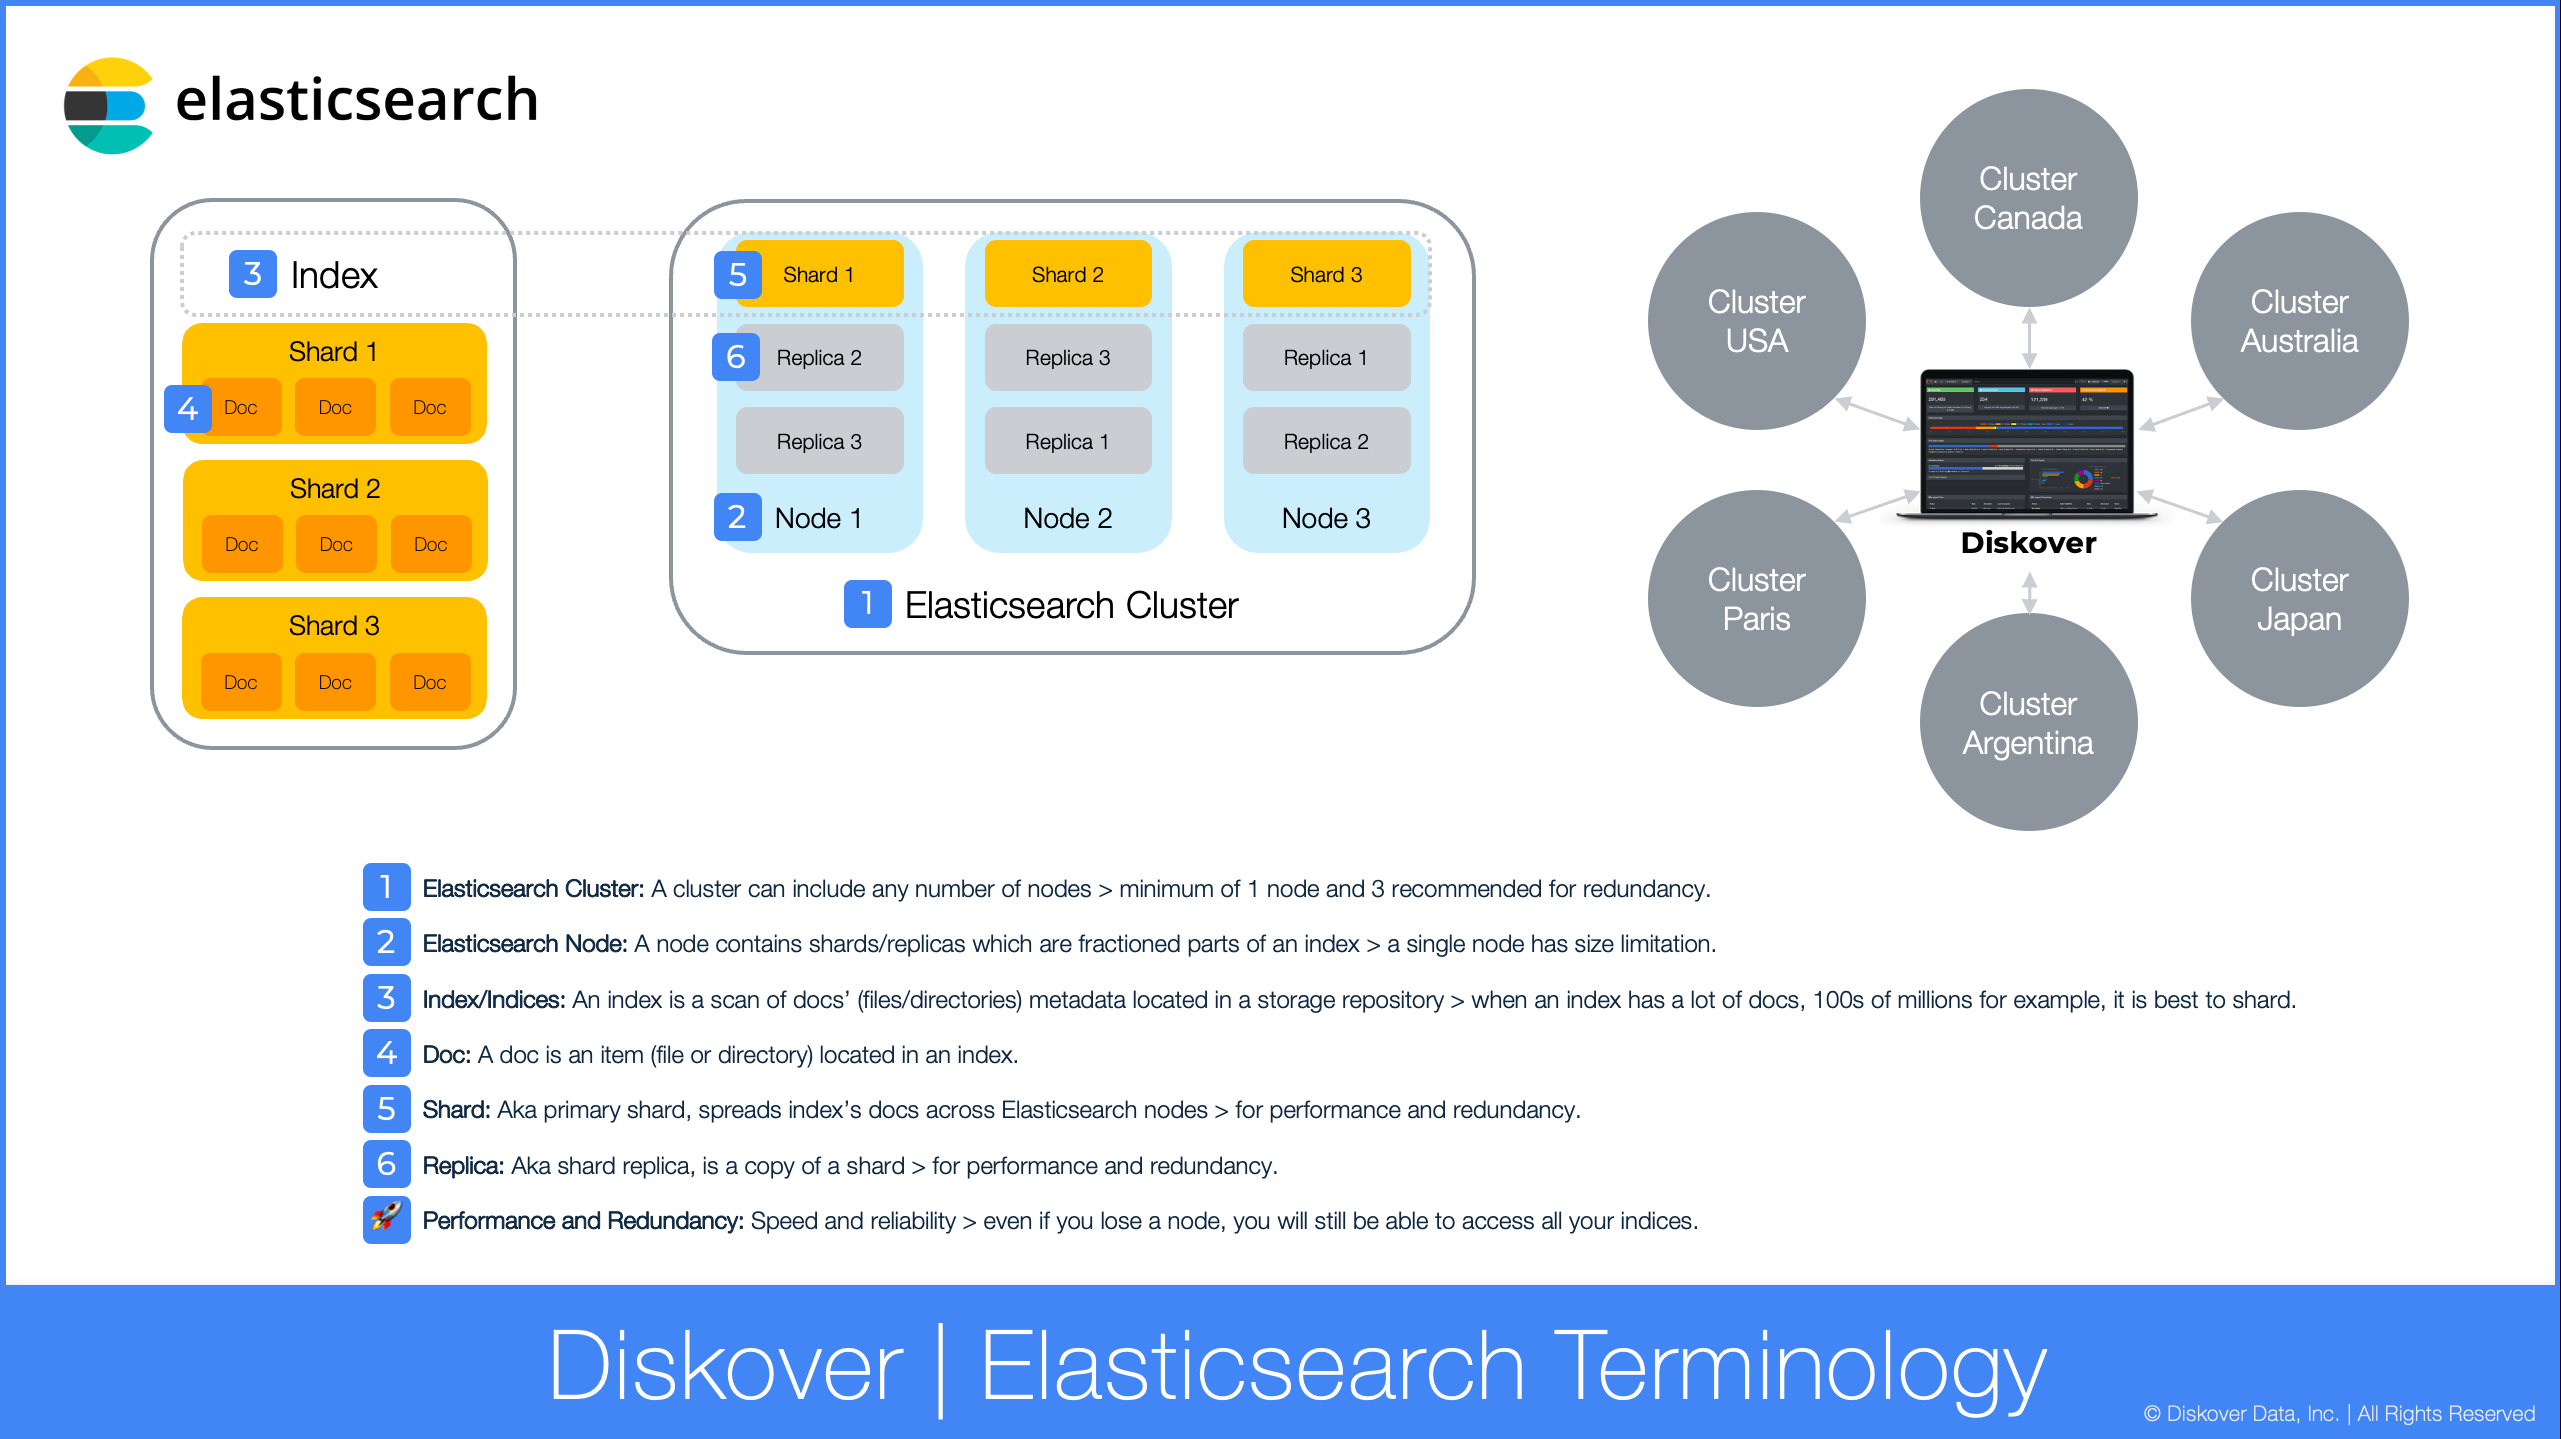 elasticsearch
3 Index
Shard 1
4 Doc Doc Doc
Shard 2
Doc Doc Doc
Shard 3
Doc Doc Doc
5 Shard 1 Shard 2 Shard 3
6 Replica 2 Replica 3 Replica 1
Replica 3 Replica 1 Replica 2
2 Node 1 Node 2 Node 3
1 Elasticsearch Cluster
Cluster
Canada
Cluster
USA
Cluster
Australia
Diskover
Cluster
Paris
Cluster
Japan
Cluster
Argentina
1 Elasticsearch Cluster: A cluster can include any number of nodes > minimum of 1 node and 3 recommended for redundancy.
2 Elasticsearch Node: A node contains shards/replicas which are fractioned parts of an index > a single node has size limitation.
3 Index/Indices: An index is a scan of docs’ (files/directories) metadata located in a storage repository > when an index has a lot of docs, 100s of millions for example, it is best to shard.
4 Doc: A doc is an item (file or directory) located in an index.
5 Shard: Aka primary shard, spreads index’s docs across Elasticsearch nodes > for performance and redundancy.
6 Replica: Aka shard replica, is a copy of a shard > for performance and redundancy.
Performance and Redundancy: Speed and reliability > even if you lose a node, you will still be able to access all your indices.
Diskover | Elasticsearch Terminology
© Diskover Data, Inc. | All Rights Reserved